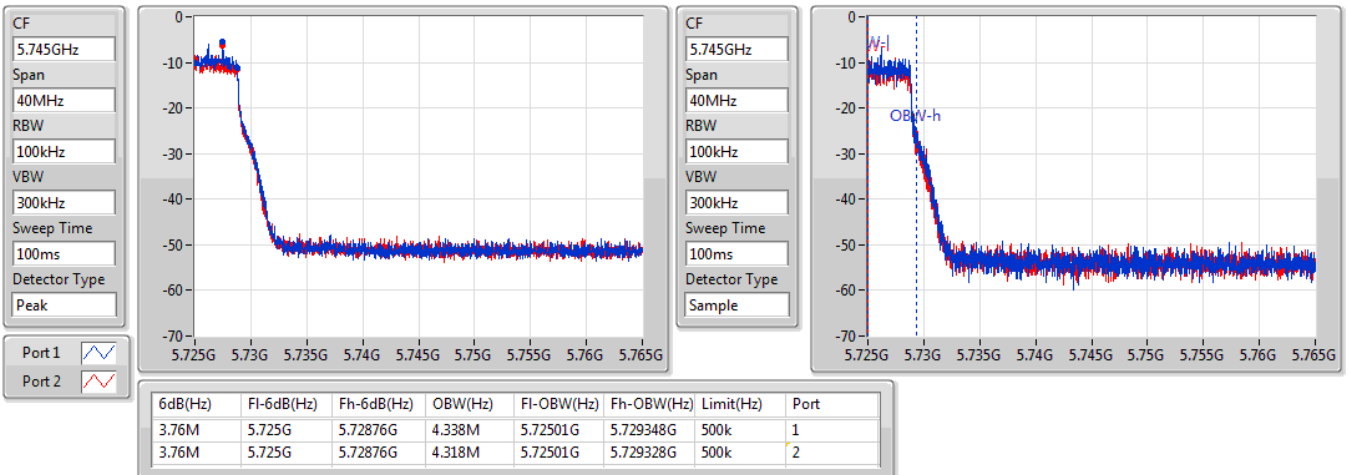 CF
5.745GHz
Span
40MHz
RBW
100kHz
VBW
300kHz
Sweep Time
100ms
Detector Type
Peak
Port 1
Port 2
0
-10
-20
-30
-40
-50
-60
-70
5.725G 5.73G 5.735G 5.74G 5.745G 5.75G 5.755G 5.76G 5.765G
CF
5.745GHz
Span
40MHz
RBW
100kHz
VBW
300kHz
Sweep Time
100ms
Detector Type
Sample
0
-10
-20
-30
-40
-50
-60
-70
W-l
OBW-h
5.725G 5.73G 5.735G 5.74G 5.745G 5.75G 5.755G 5.76G 5.765G
6dB(Hz) Fl-6dB(Hz) Fh-6dB(Hz) OBW(Hz) Fl-OBW(Hz) Fh-OBW(Hz) Limit(Hz) Port
3.76M 5.725G 5.72876G 4.338M 5.72501G 5.729348G 500k 1
3.76M 5.725G 5.72876G 4.318M 5.72501G 5.729328G 500k 2